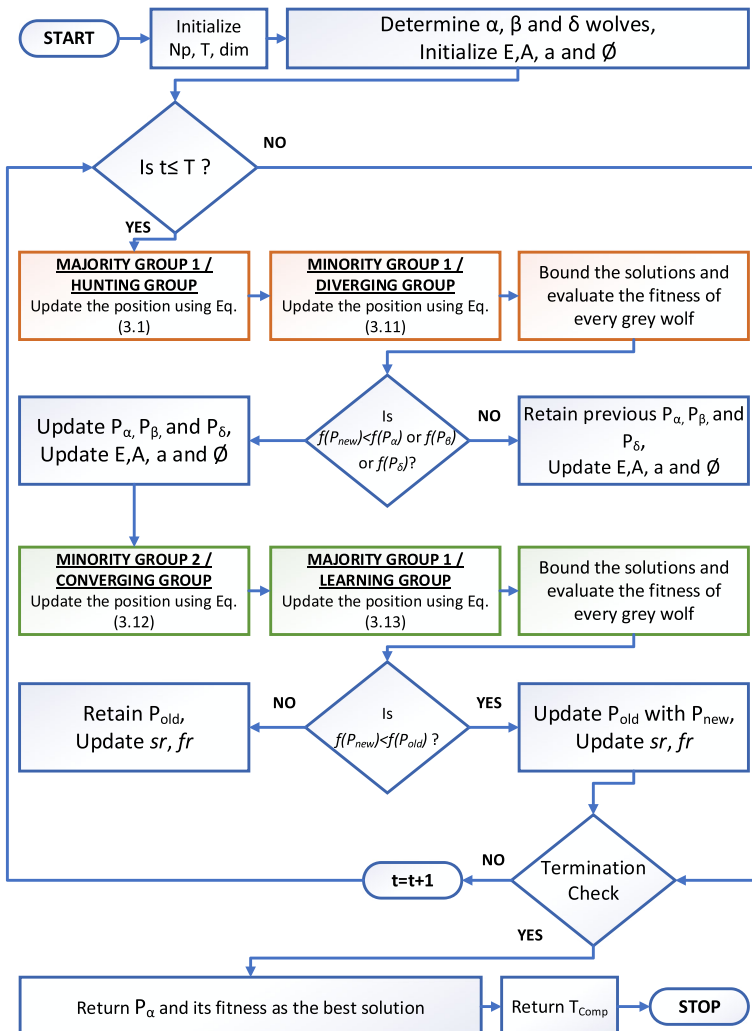 START
Initialize
Np, T, dim
Determine α, β and δ wolves,
Initialize E,A, a and Ø
Is t≤ T ?
NO
YES
MAJORITY GROUP 1 /
HUNTING GROUP
Update the position using Eq.
(3.1)
MINORITY GROUP 1 /
DIVERGING GROUP
Update the position using Eq.
(3.11)
Bound the solutions and
evaluate the fitness of
every grey wolf
Update Pα, Pβ, and Pδ,
Update E,A, a and Ø
Is
f(Pnew)<f(Pα) or f(Pβ)
or f(Pδ)?
NO
Retain previous Pα, Pβ, and
Pδ,
Update E,A, a and Ø
MINORITY GROUP 2 /
CONVERGING GROUP
Update the position using Eq.
(3.12)
MAJORITY GROUP 1 /
LEARNING GROUP
Update the position using Eq.
(3.13)
Bound the solutions and
evaluate the fitness of
every grey wolf
Retain Pold,
Update sr, fr
NO
Is
f(Pnew)<f(Pold) ?
YES
Update Pold with Pnew,
Update sr, fr
t=t+1
NO
Termination
Check
YES
Return Pα and its fitness as the best solution
Return TComp
STOP